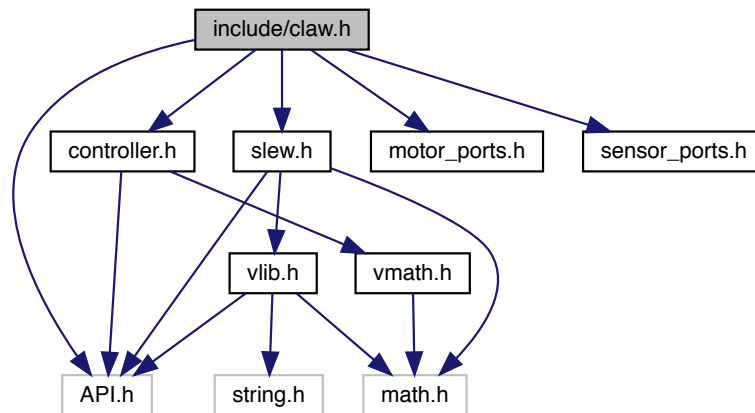 include/claw.h
controller.h
slew.h
motor_ports.h
sensor_ports.h
vlib.h
vmath.h
API.h
string.h
math.h